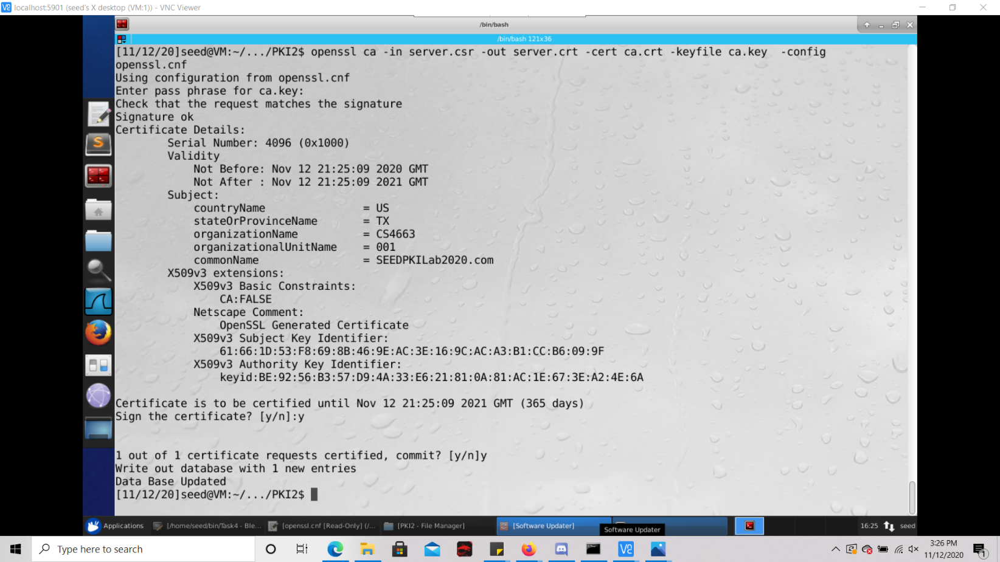 localhost:5901 (seed's X desktop (VM:1)) - VNC Viewer
/bin/bash
/bin/bash 121x36
[11/12/20]seed@VM:~/.../PKI2$ openssl ca -in server.csr -out server.crt -cert ca.crt -keyfile ca.key  -config
openssl.cnf
Using configuration from openssl.cnf
Enter pass phrase for ca.key:
Check that the request matches the signature
Signature ok
Certificate Details:
        Serial Number: 4096 (0x1000)
        Validity
            Not Before: Nov 12 21:25:09 2020 GMT
            Not After : Nov 12 21:25:09 2021 GMT
        Subject:
            countryName               = US
            stateOrProvinceName       = TX
            organizationName          = CS4663
            organizationalUnitName    = 001
            commonName                = SEEDPKILab2020.com
        X509v3 extensions:
            X509v3 Basic Constraints:
                CA:FALSE
            Netscape Comment:
                OpenSSL Generated Certificate
            X509v3 Subject Key Identifier:
                61:66:1D:53:F8:69:8B:46:9E:AC:3E:16:9C:AC:A3:B1:CC:B6:09:9F
            X509v3 Authority Key Identifier:
                keyid:BE:92:56:B3:57:D9:4A:33:E6:21:81:0A:81:AC:1E:67:3E:A2:4E:6A
Certificate is to be certified until Nov 12 21:25:09 2021 GMT (365 days)
Sign the certificate? [y/n]:y
1 out of 1 certificate requests certified, commit? [y/n]y
Write out database with 1 new entries
Data Base Updated
[11/12/20]seed@VM:~/.../PKI2$
Applications [/home/seed/bin/Task4 - Ble... [openssl.cnf [Read-Only] (/... [PKI2 - File Manager] [Software Updater] 16:25 seed
Software Updater
Type here to search
3:26 PM
11/12/2020
1